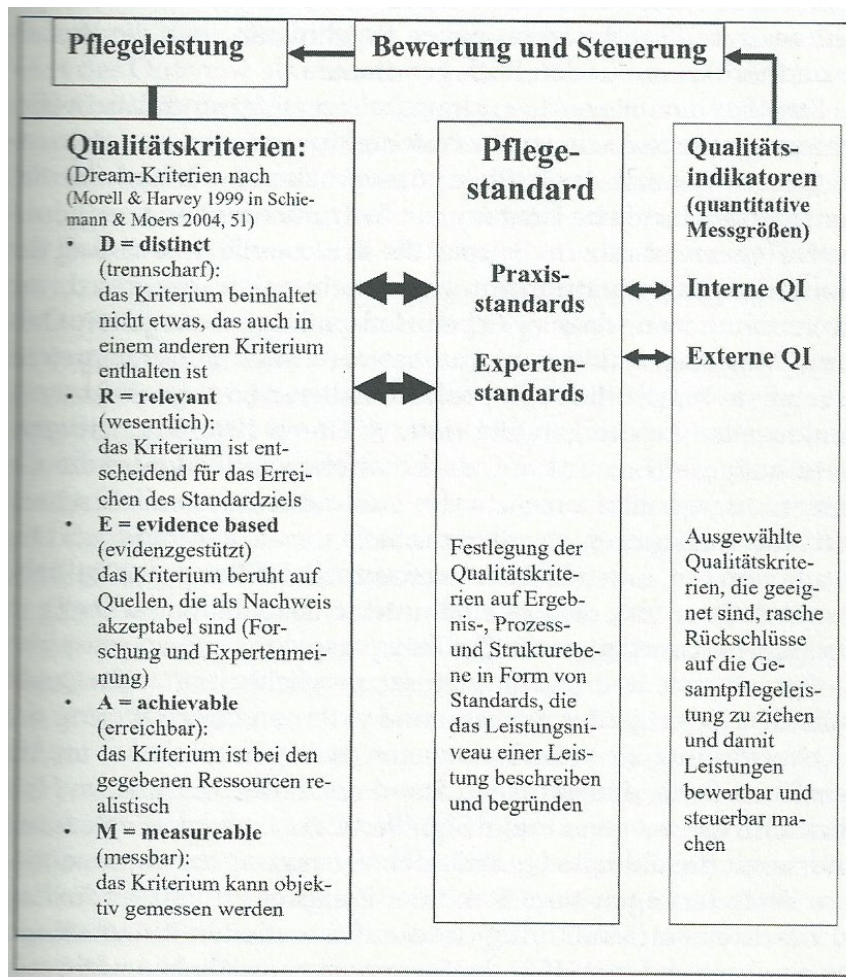 Pflegeleistung
Bewertung und Steuerung
Qualitätskriterien:
(Dream-Kriterien nach
(Morell & Harvey 1999 in Schie-
mann & Moers 2004, 51)
• D = distinct
(trennscharf):
das Kriterium beinhaltet
nicht etwas, das auch in
einem anderen Kriterium
enthalten ist
• R = relevant
(wesentlich):
das Kriterium ist ent-
scheidend für das Errei-
chen des Standardziels
• E = evidence based
(evidenzgestützt)
das Kriterium beruht auf
Quellen, die als Nachweis
akzeptabel sind (For-
schung und Expertenmei-
nung)
• A = achievable
(erreichbar):
das Kriterium ist bei den
gegebenen Ressourcen re-
alistisch
• M = measureable
(messbar):
das Kriterium kann objek-
tiv gemessen werden
Pflege-
standard
Praxis-
standards
Experten-
standards
Festlegung der
Qualitätskrite-
rien auf Ergeb-
nis-, Prozess-
und Strukturebe-
ne in Form von
Standards, die
das Leistungsni-
veau einer Leis-
tung beschreiben
und begründen
Qualitäts-
indikatoren
(quantitative
Messgrößen)
Interne QI
Externe QI
Ausgewählte
Qualitätskrite-
rien, die geeig-
net sind, rasche
Rückschlüsse
auf die Ge-
samtpflegeleis-
tung zu ziehen
und damit
Leistungen
bewertbar und
steuerbar ma-
chen